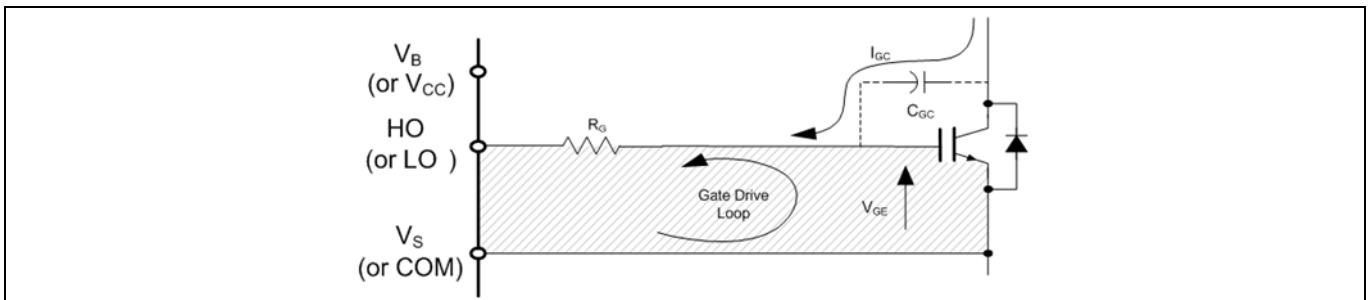 V_B
(or V_CC)
HO
(or LO )
V_S
(or COM)
R_G
I_GC
C_GC
Gate Drive
Loop
V_GE